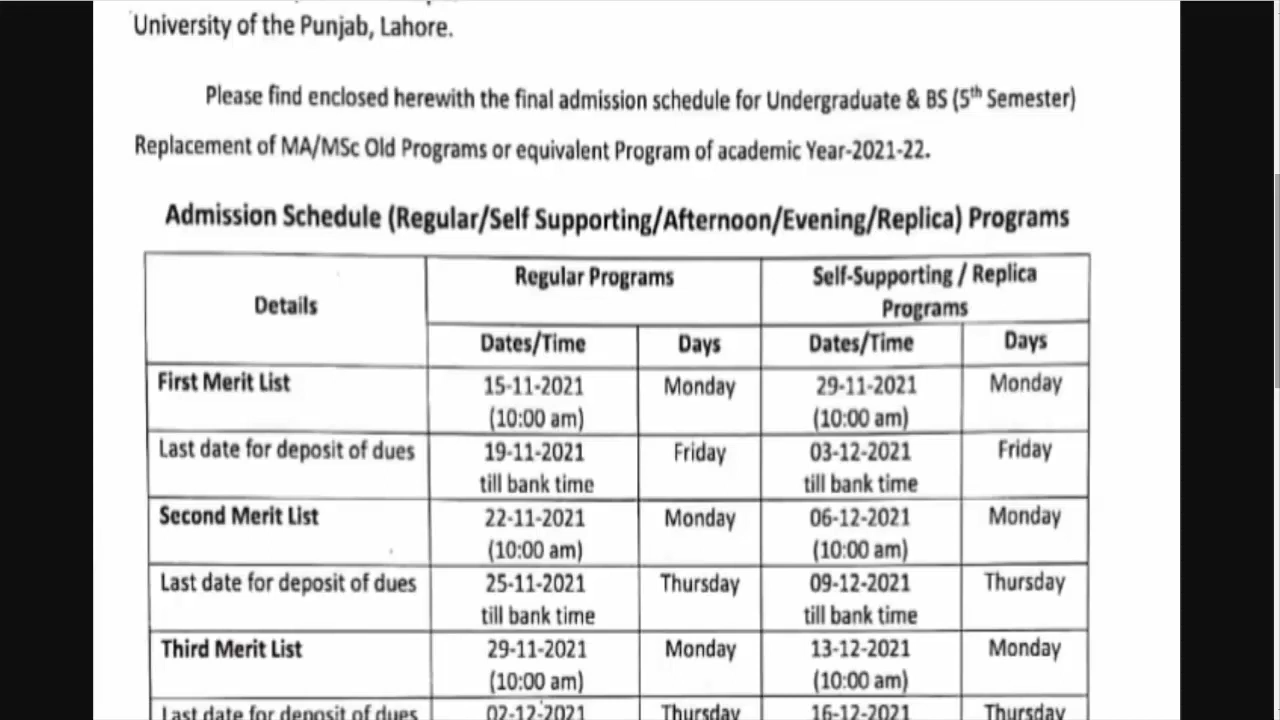 University of the Punjab, Lahore.
Please find enclosed herewith the final admission schedule for Undergraduate & BS (5th Semester)
Replacement of MA/MSc Old Programs or equivalent Program of academic Year-2021-22.
Admission Schedule (Regular/Self Supporting/Afternoon/Evening/Replica) Programs
Details
Regular Programs
Self-Supporting / Replica
Programs
Dates/Time Days Dates/Time Days
First Merit List 15-11-2021 Monday 29-11-2021 Monday
(10:00 am) (10:00 am)
Last date for deposit of dues 19-11-2021 Friday 03-12-2021 Friday
till bank time till bank time
Second Merit List 22-11-2021 Monday 06-12-2021 Monday
(10:00 am) (10:00 am)
Last date for deposit of dues 25-11-2021 Thursday 09-12-2021 Thursday
till bank time till bank time
Third Merit List 29-11-2021 Monday 13-12-2021 Monday
(10:00 am) (10:00 am)
Last date for deposit of dues 02-12-2021 Thursday 16-12-2021 Thursday